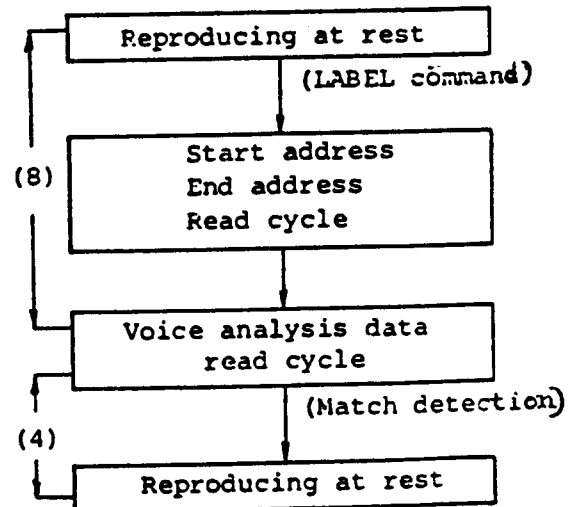 Reproducing at rest
(LABEL command)
Start address
End address
Read cycle
(8)
Voice analysis data
read cycle
(Match detection)
(4)
Reproducing at rest